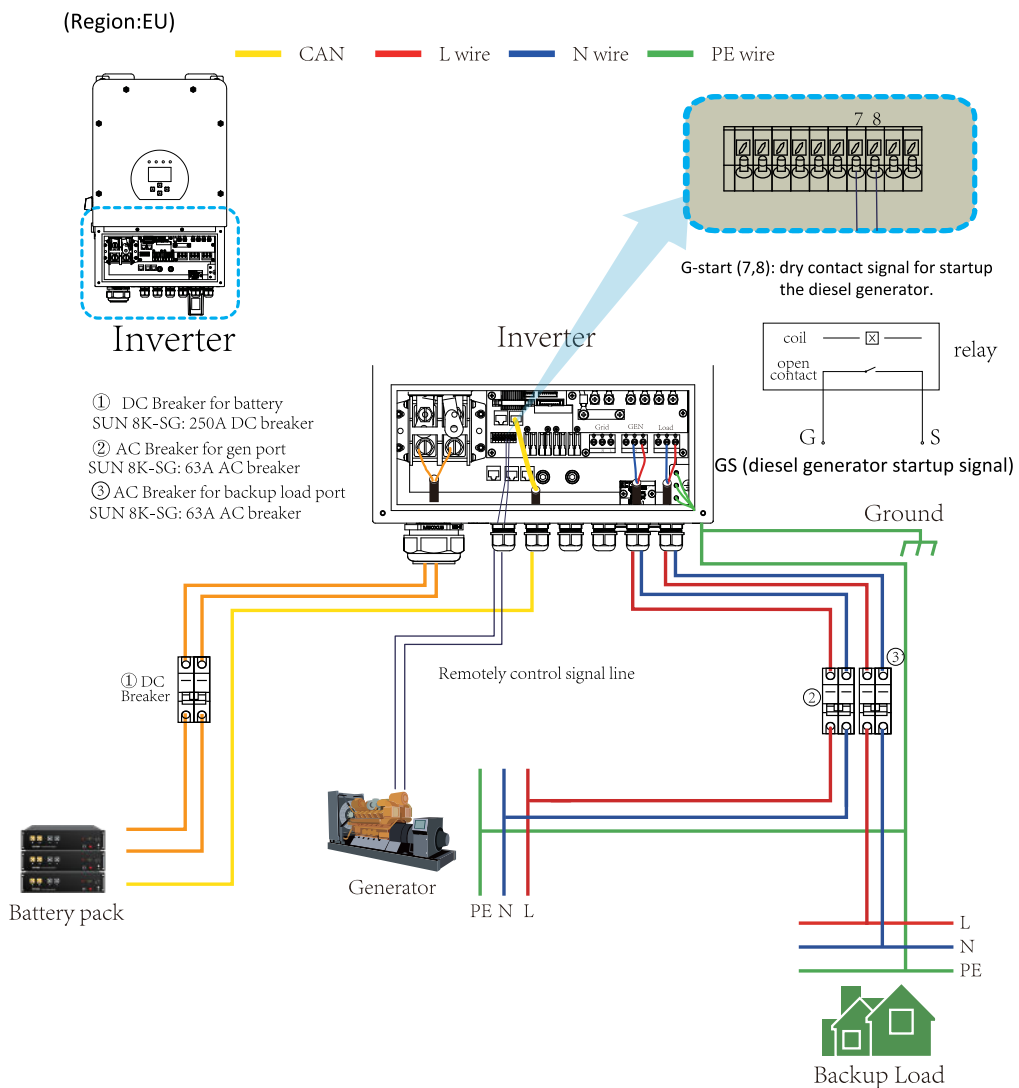 (Region:EU)
CAN
L wire
N wire
PE wire
7 8
G-start (7,8): dry contact signal for startup
the diesel generator.
Inverter
Inverter
coil
open
contact
relay
G
S
GS (diesel generator startup signal)
① DC Breaker for battery
SUN 8K-SG: 250A DC breaker
② AC Breaker for gen port
SUN 8K-SG: 63A AC breaker
③ AC Breaker for backup load port
SUN 8K-SG: 63A AC breaker
Grid
GEN
Load
Ground
① DC
Breaker
Remotely control signal line
②
③
Generator
Battery pack
PE N L
L
N
PE
Backup Load